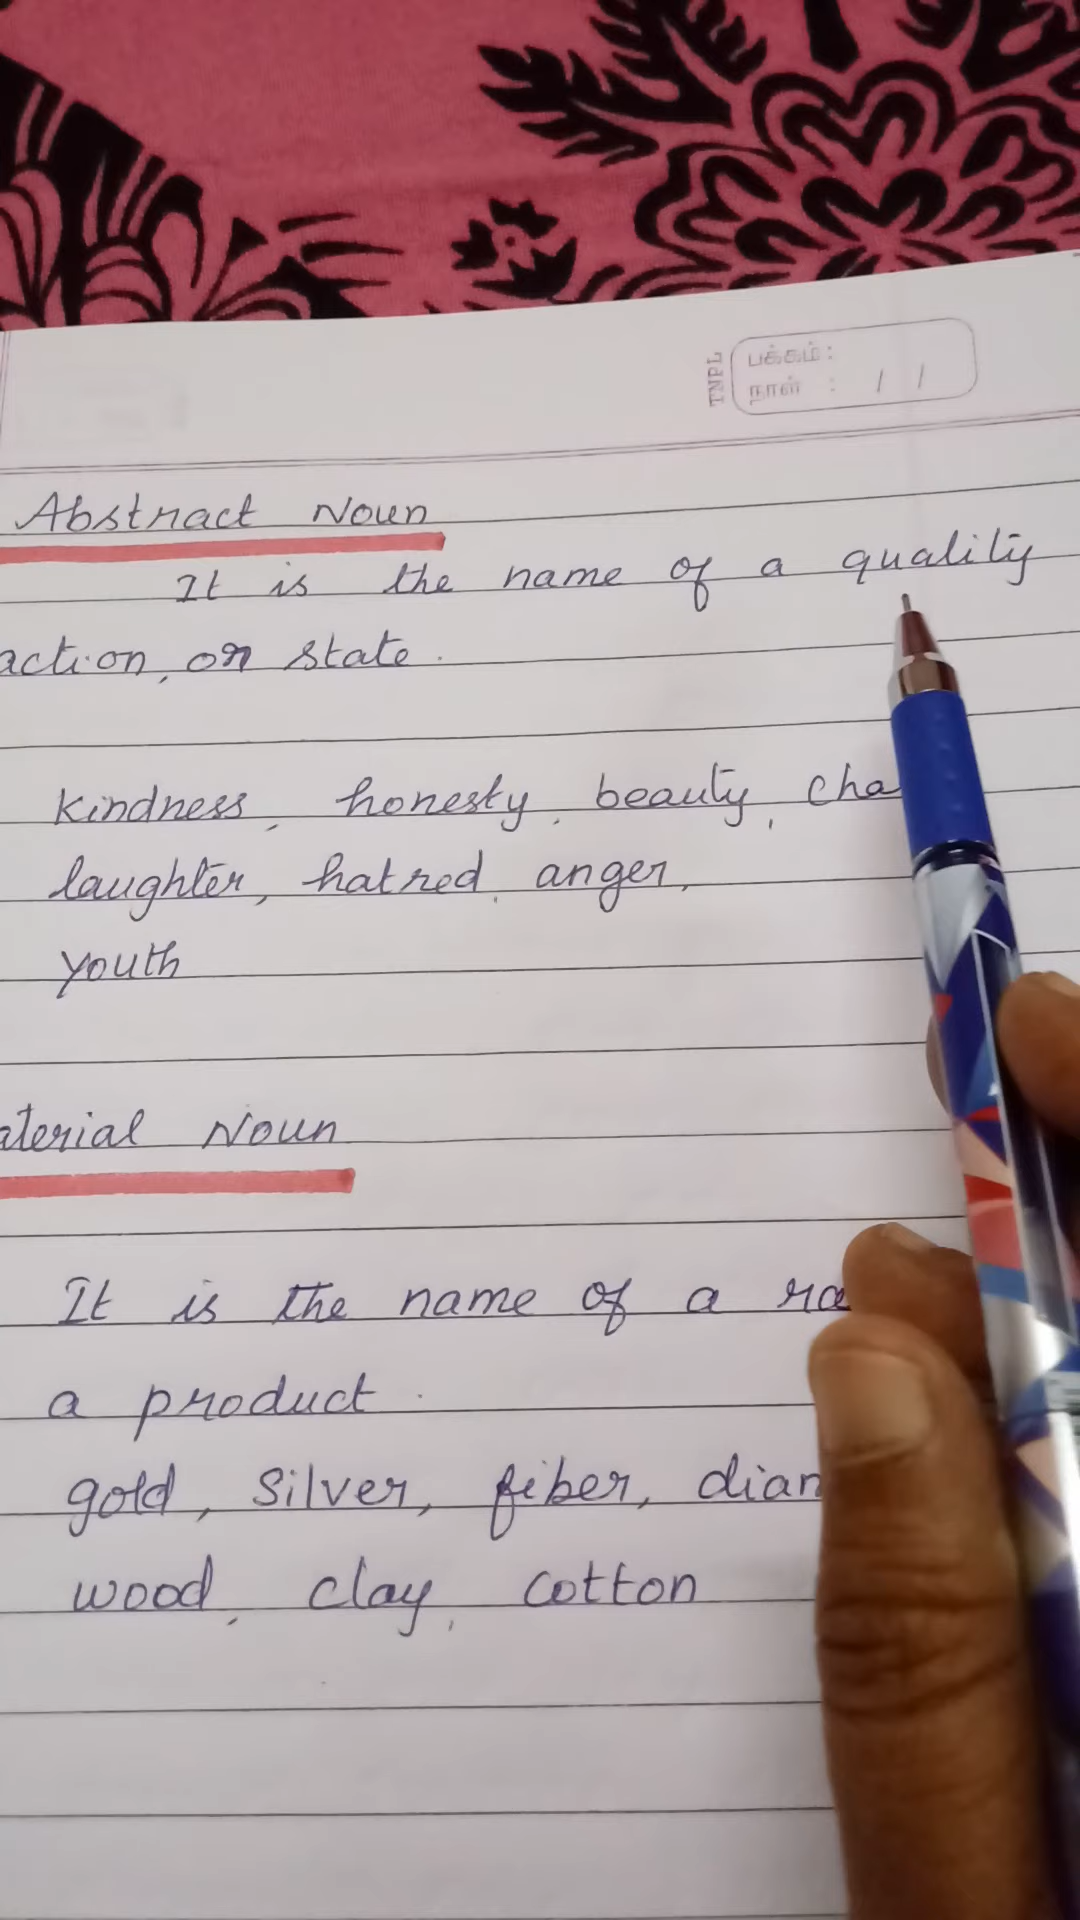 TNPL
பக்கம் :
நாள் : / /
Abstract Noun
It is the name of a quality
action, or state.
Kindness, honesty, beauty,
laughter, hatred, anger,
youth
Noun
It is the name of a
a product.
gold, silver, fiber,
wood, clay, cotton